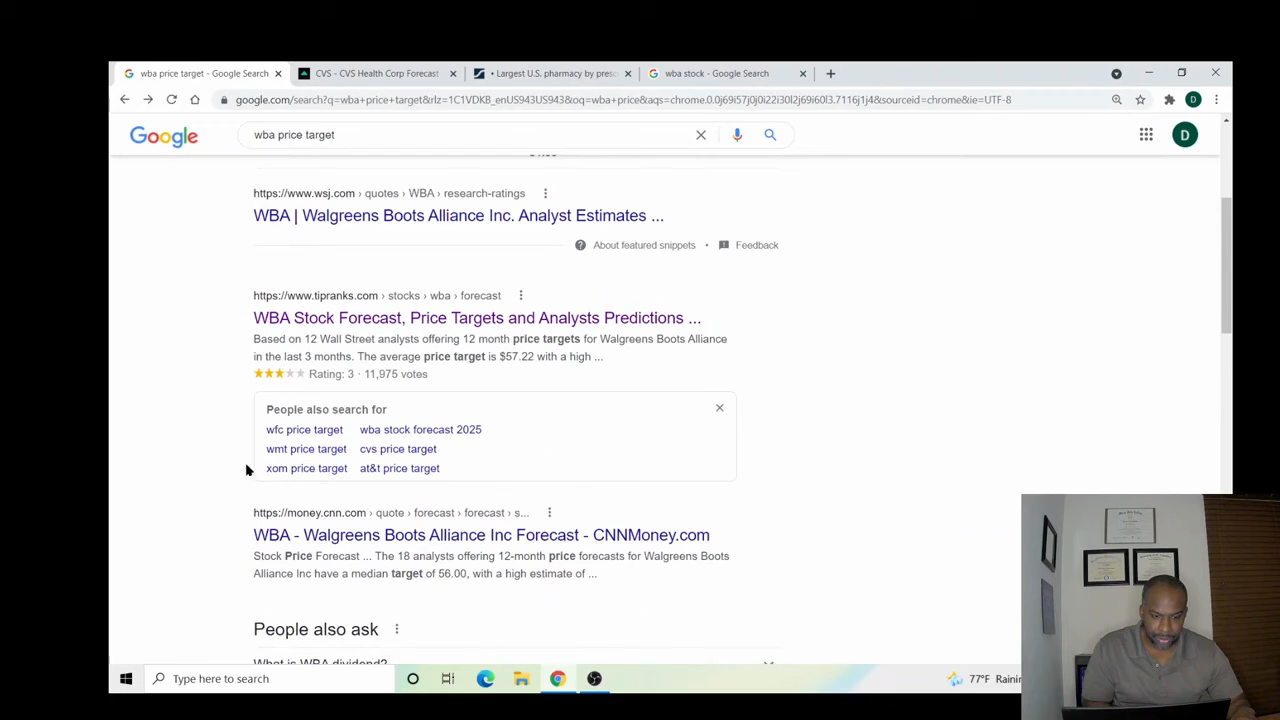 wba price target - Google Search
CVS - CVS Health Corp Forecast
• Largest U.S. pharmacy by presc
wba stock - Google Search
google.com/search?q=wba+price+target&rlz=1C1VDKB_enUS943US943&oq=wba+price&aqs=chrome.0.0j69i57j0j0i22i30l2j69i60l3.7116j1j4&sourceid=chrome&ie=UTF-8
D
Google
wba price target
D
https://www.wsj.com › quotes › WBA › research-ratings
WBA | Walgreens Boots Alliance Inc. Analyst Estimates ...
About featured snippets • Feedback
https://www.tipranks.com › stocks › wba › forecast
WBA Stock Forecast, Price Targets and Analysts Predictions ...
Based on 12 Wall Street analysts offering 12 month price targets for Walgreens Boots Alliance
in the last 3 months. The average price target is $57.22 with a high ...
Rating: 3 · 11,975 votes
People also search for
wfc price target wba stock forecast 2025
wmt price target cvs price target
xom price target at&t price target
https://money.cnn.com › quote › forecast › forecast › s...
WBA - Walgreens Boots Alliance Inc Forecast - CNNMoney.com
Stock Price Forecast ... The 18 analysts offering 12-month price forecasts for Walgreens Boots
Alliance Inc have a median target of 56.00, with a high estimate of ...
People also ask
What is WBA dividend?
Type here to search
77°F Rainin